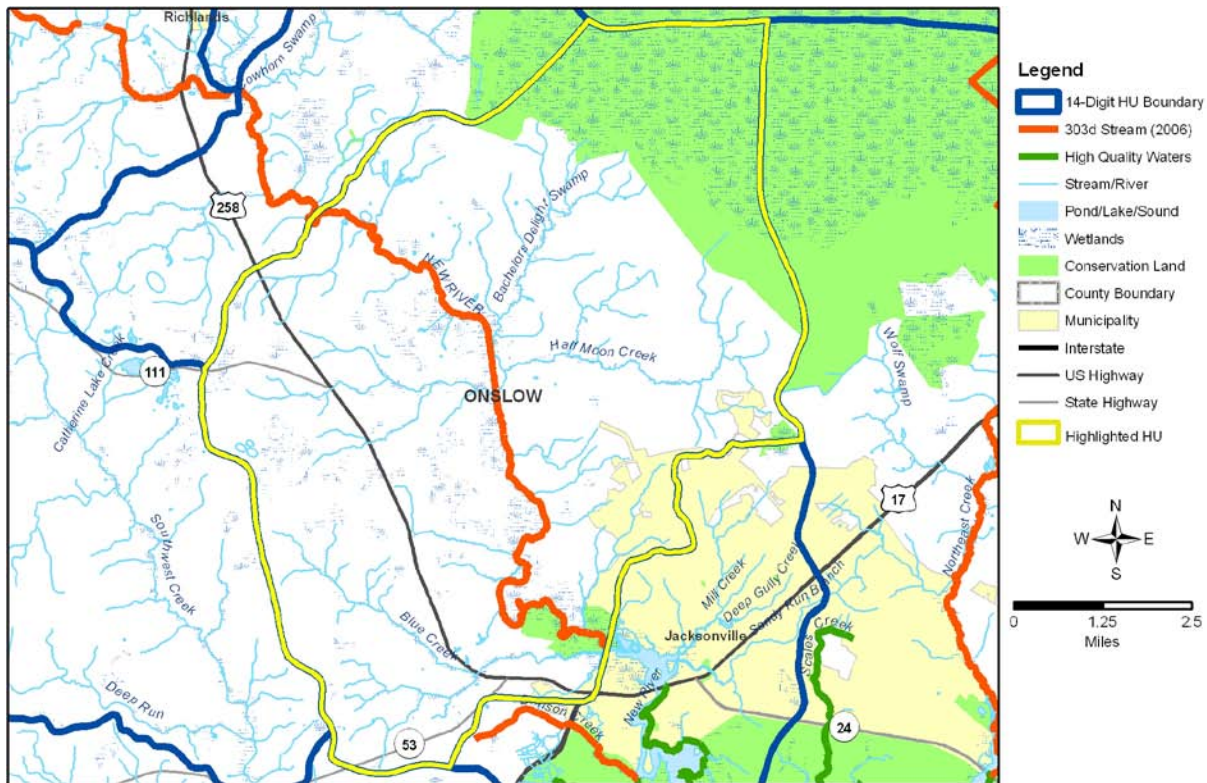 Richlands
Cowhorn Swamp
258
NEW RIVER
Bachelors Delight Swamp
Half Moon Creek
Wolf Swamp
111
Catherine Lake Creek
ONSLOW
17
Northeast Creek
Southwest Creek
Mill Creek
Deep Gully Creek
Sandy Run Branch
Blue Creek
Jacksonville
Scales Creek
Deep Run
New River
Creek
53
24
Legend
14-Digit HU Boundary
303d Stream (2006)
High Quality Waters
Stream/River
Pond/Lake/Sound
Wetlands
Conservation Land
County Boundary
Municipality
Interstate
US Highway
State Highway
Highlighted HU
N
W E
S
0 1.25 2.5
Miles